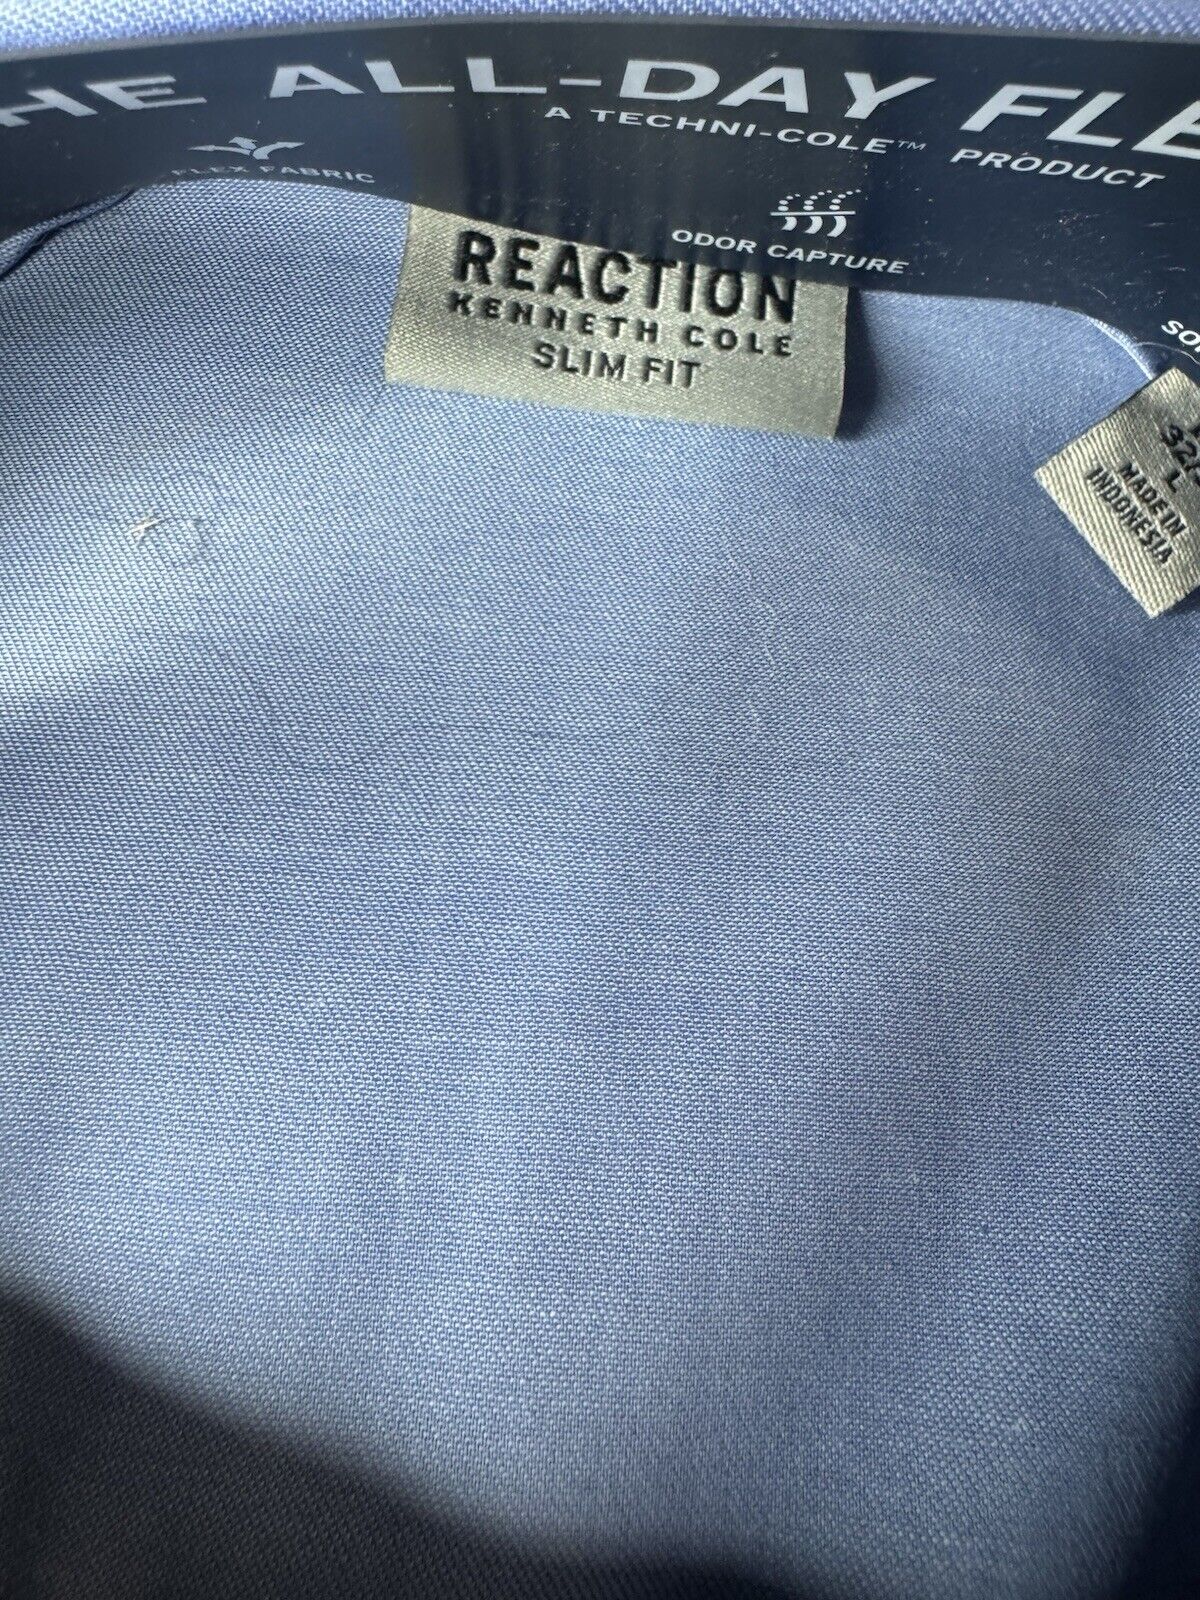 HE ALL-DAY FLE
A TECHNI-COLE™ PRODUCT
FLEX FABRIC
ODOR CAPTURE
REACTION
KENNETH COLE
SLIM FIT
L
MADE IN
INDONESIA